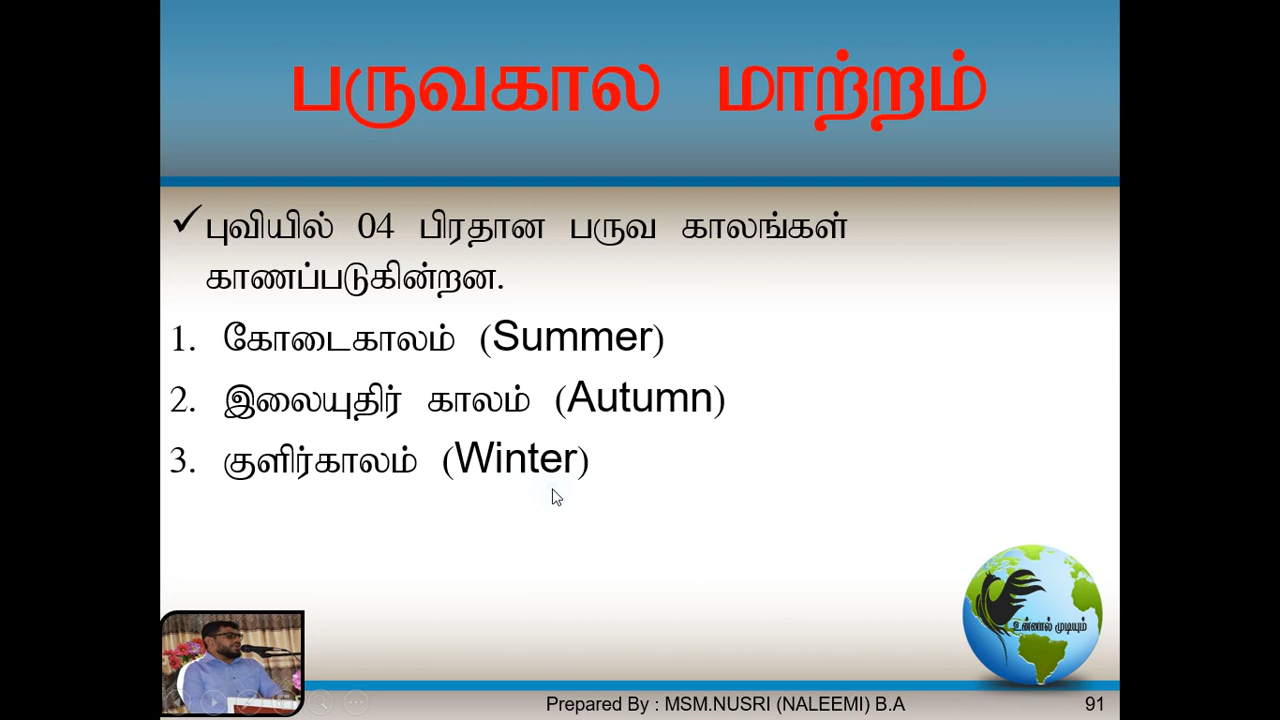 பருவகால மாற்றம்
✓புவியில் 04 பிரதான பருவ காலங்கள்
காணப்படுகின்றன.
1. கோடைகாலம் (Summer)
2. இலையுதிர் காலம் (Autumn)
3. குளிர்காலம் (Winter)
உன்னால் முடியும்
Prepared By : MSM.NUSRI (NALEEMI) B.A 91